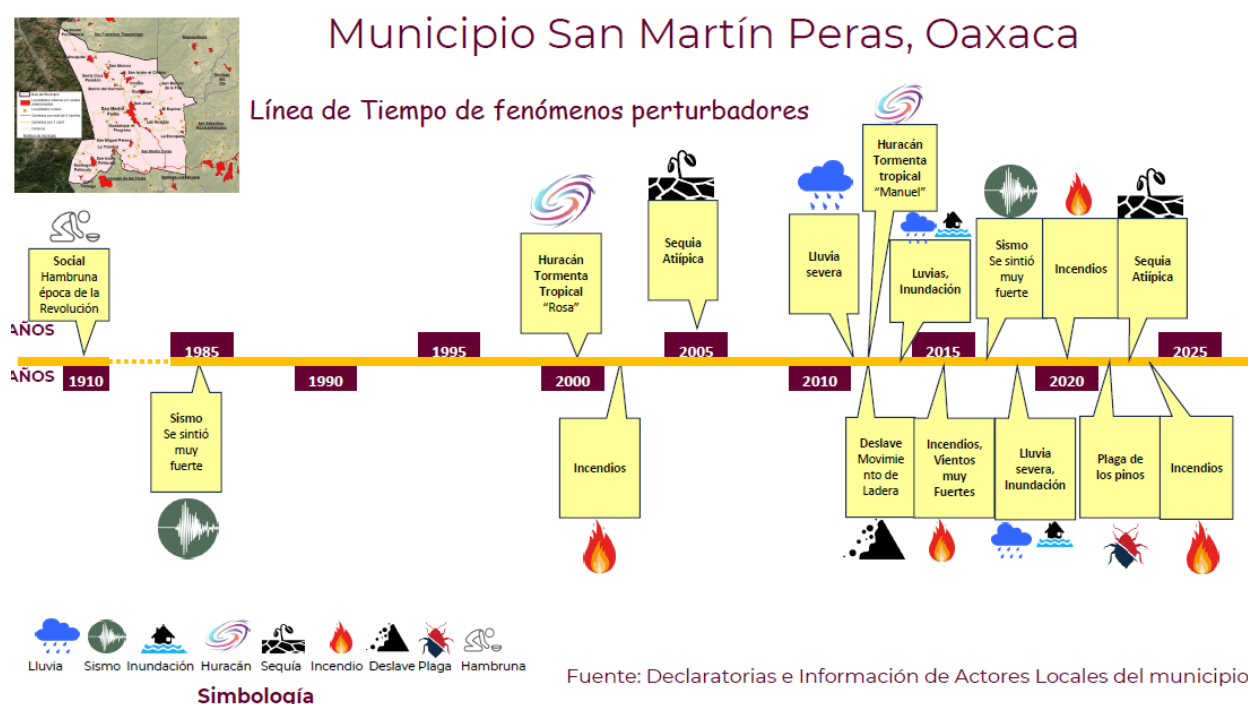 Municipio San Martín Peras, Oaxaca
Línea de Tiempo de fenómenos perturbadores
Social
Hambruna
época de la
Revolución
Huracán
Tormenta
Tropical
“Rosa”
Sequia
Atiípica
Lluvia
severa
Huracán
Tormenta
tropical
“Manuel”
Luvias,
Inundación
Sismo
Se sintió
muy
fuerte
Incendios
Sequia
Atiípica
AÑOS
1985
1995
2005
2015
2025
AÑOS
1910
1990
2000
2010
2020
Sismo
Se sintió
muy
fuerte
Incendios
Deslave
Movimie
nto de
Ladera
Incendios,
Vientos
muy
Fuertes
Lluvia
severa,
Inundación
Plaga de
los pinos
Incendios
Lluvia Sismo Inundación Huracán Sequía Incendio Deslave Plaga Hambruna
Simbología
Fuente: Declaratorias e Información de Actores Locales del municipio